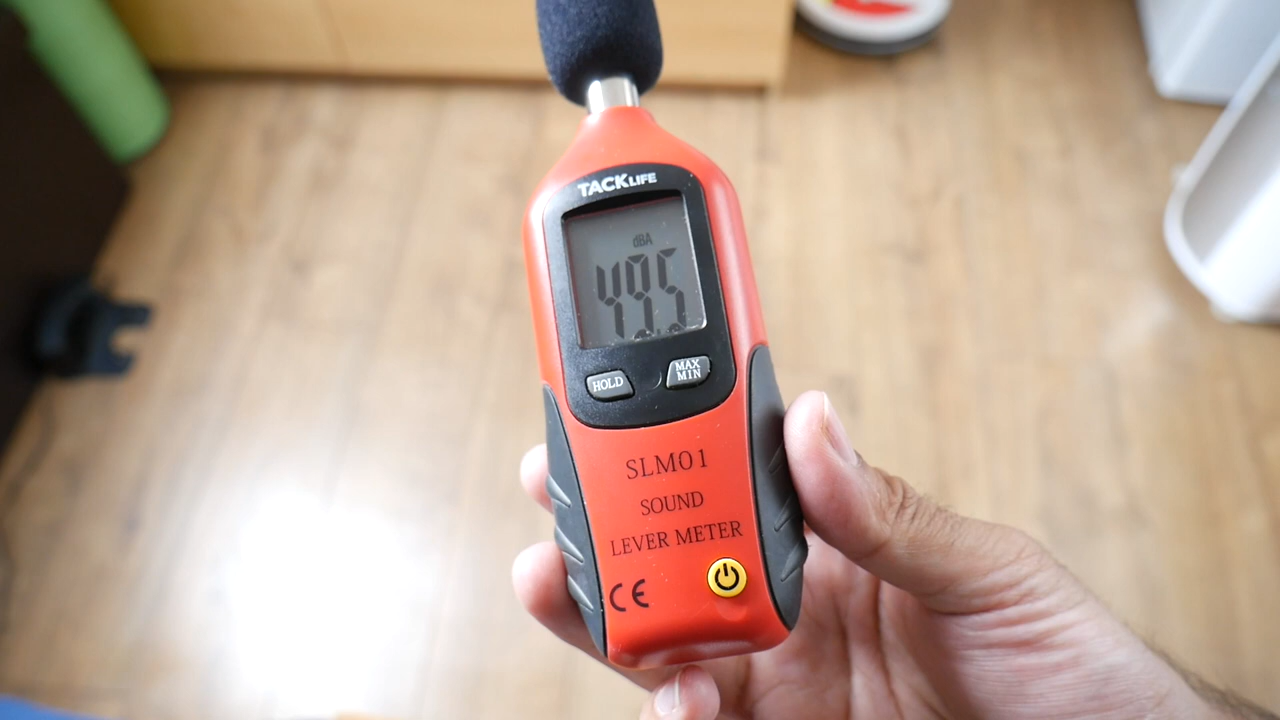 TACKLIFE
dBA
49.5
HOLD
MAX
MIN
SLM01
SOUND
LEVER METER
CE